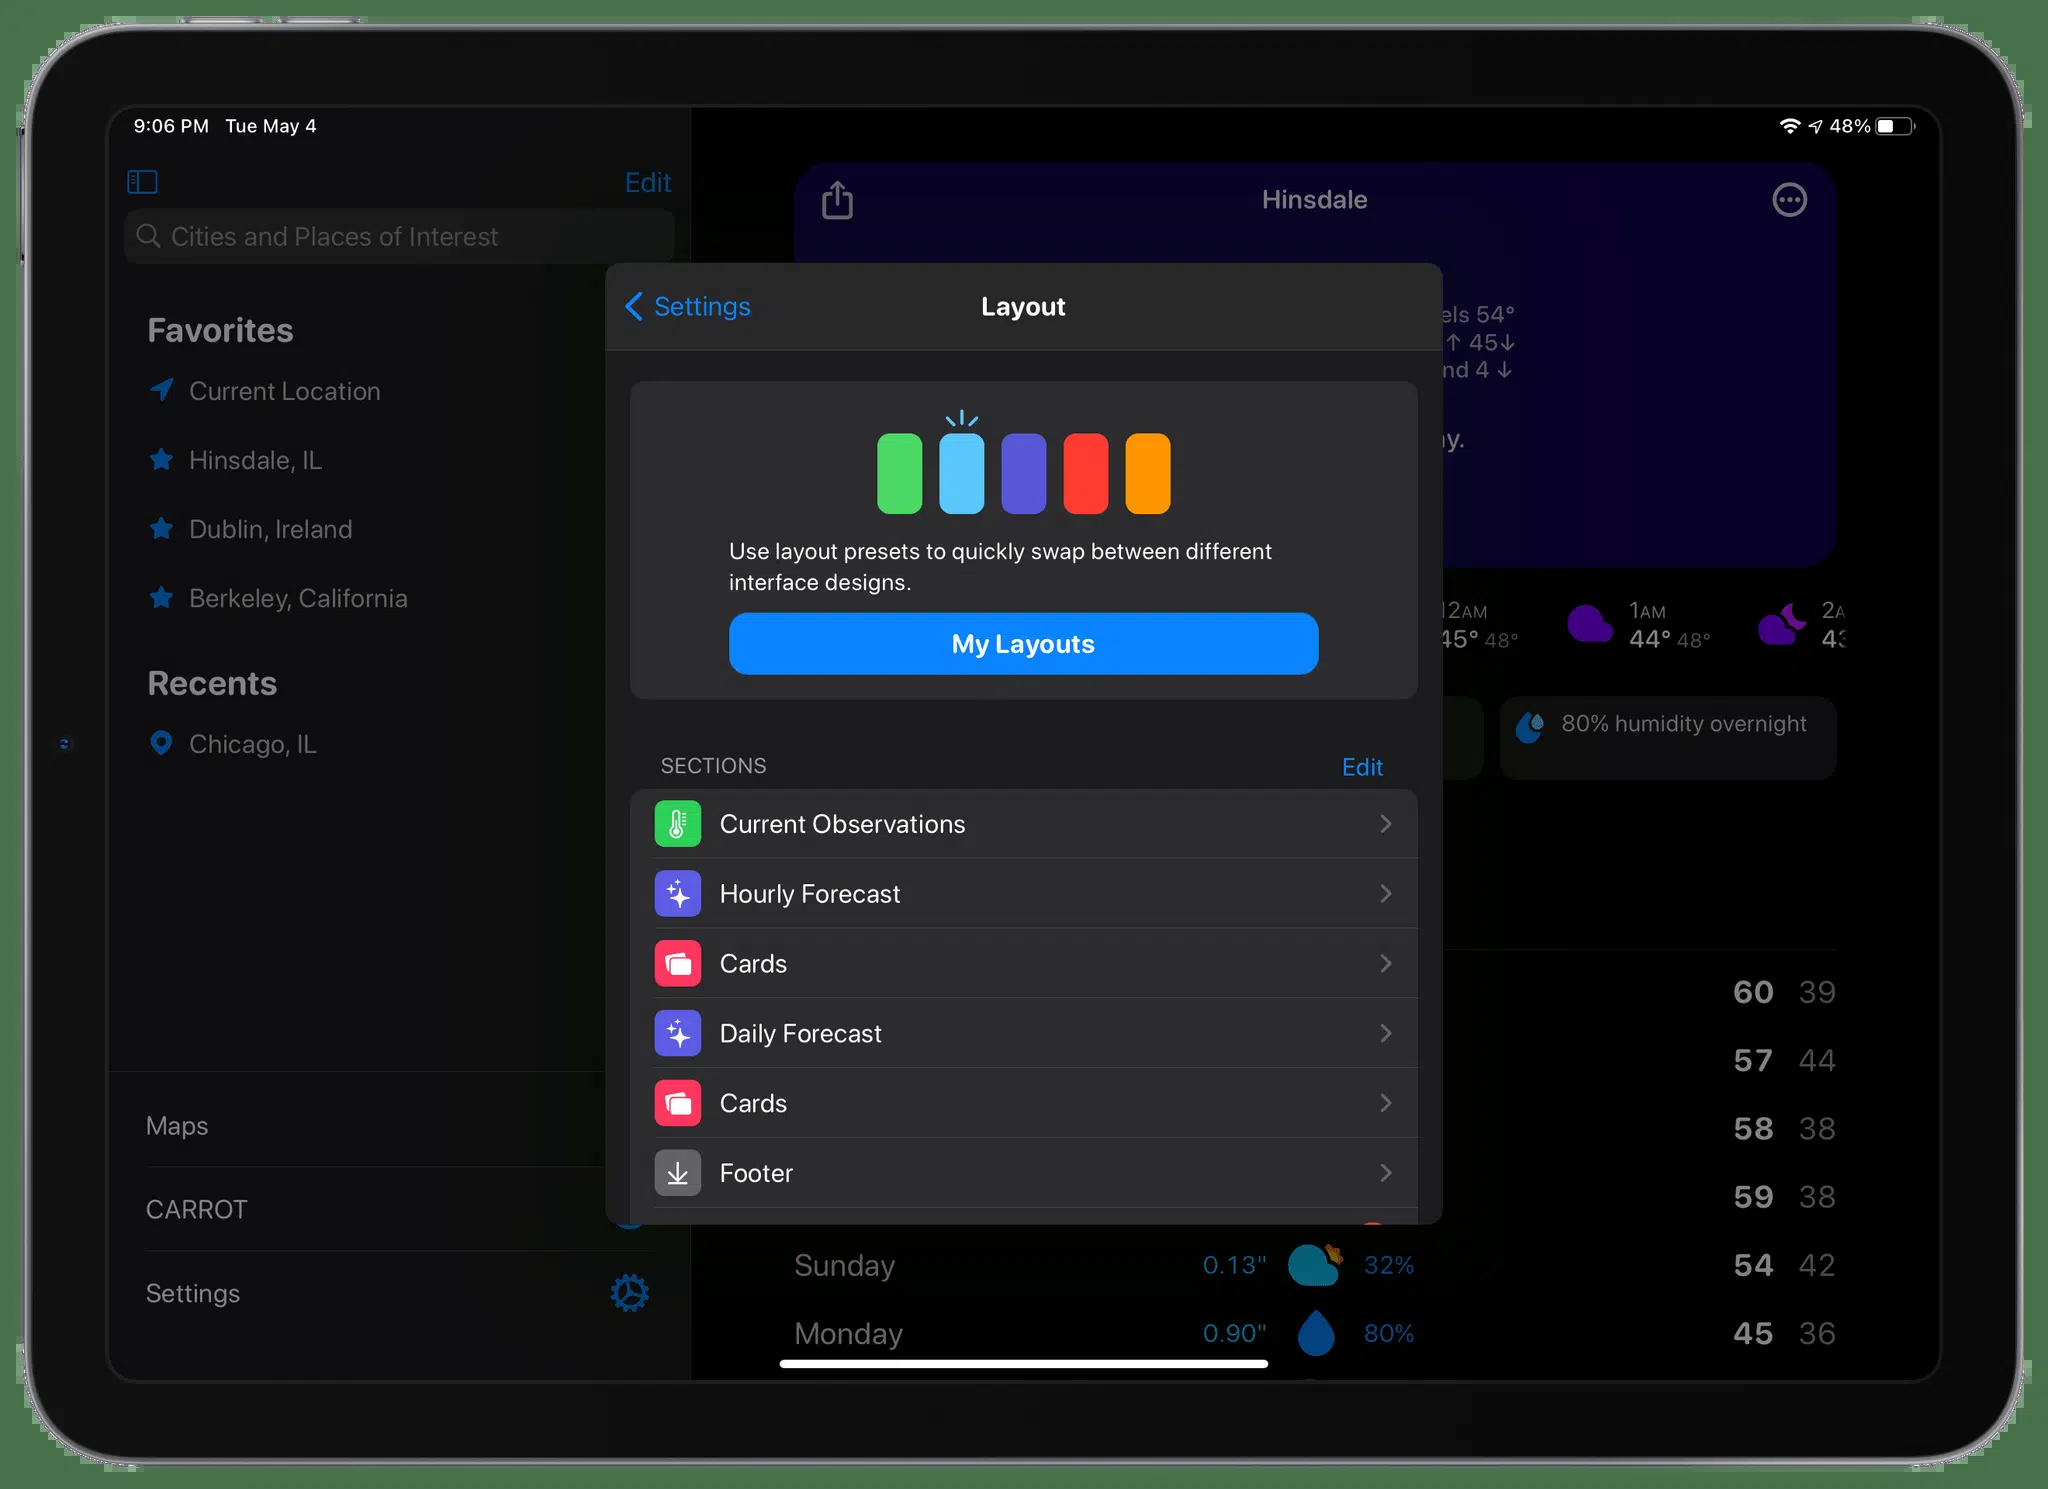 9:06 PM Tue May 4
48%
Edit
Cities and Places of Interest
Favorites
Current Location
Hinsdale, IL
Dublin, Ireland
Berkeley, California
Recents
Chicago, IL
Maps
CARROT
Settings
Hinsdale
54°
↑ 45↓
4 ↓
Settings
Layout
Use layout presets to quickly swap between different
interface designs.
My Layouts
SECTIONS
Edit
Current Observations
Hourly Forecast
Cards
Daily Forecast
Cards
Footer
12AM
45° 48°
1AM
44° 48°
80% humidity overnight
60 39
57 44
58 38
59 38
Sunday 0.13" 32% 54 42
Monday 0.90" 80% 45 36